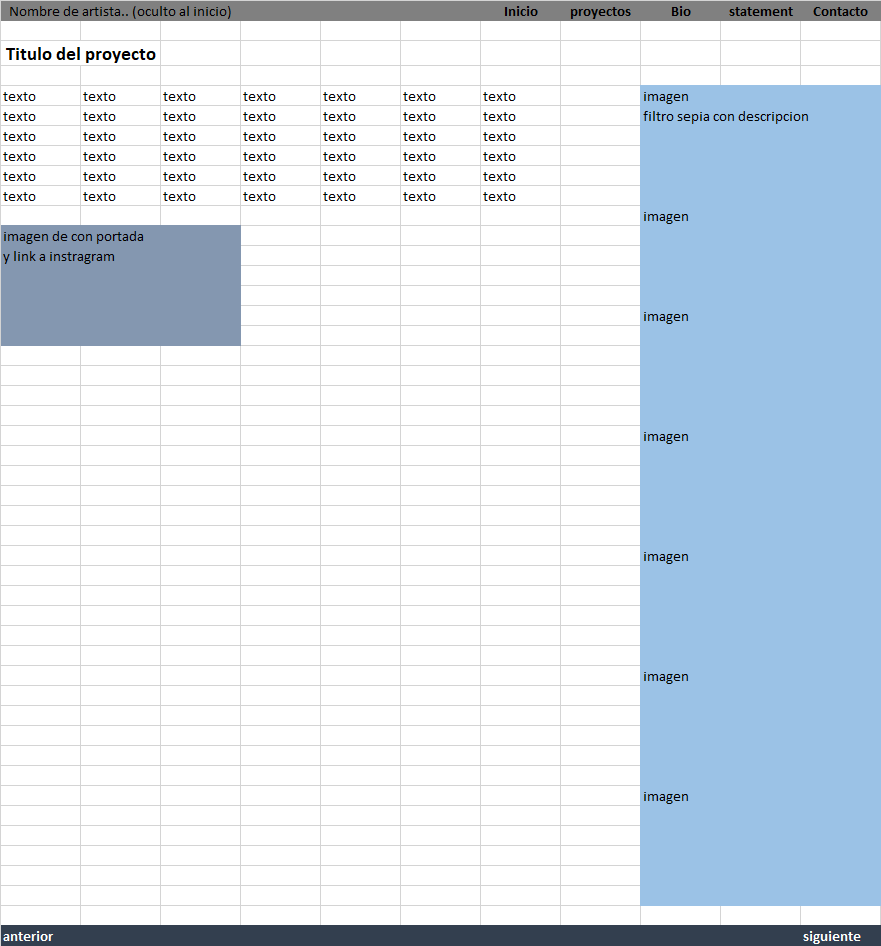 Nombre de artista.. (oculto al inicio) Inicio proyectos Bio statement Contacto
Titulo del proyecto
texto texto texto texto texto texto texto imagen
texto texto texto texto texto texto texto filtro sepia con descripcion
texto texto texto texto texto texto texto
texto texto texto texto texto texto texto
texto texto texto texto texto texto texto
texto texto texto texto texto texto texto
imagen
imagen de con portada
y link a instragram
imagen
imagen
imagen
imagen
imagen
anterior siguiente